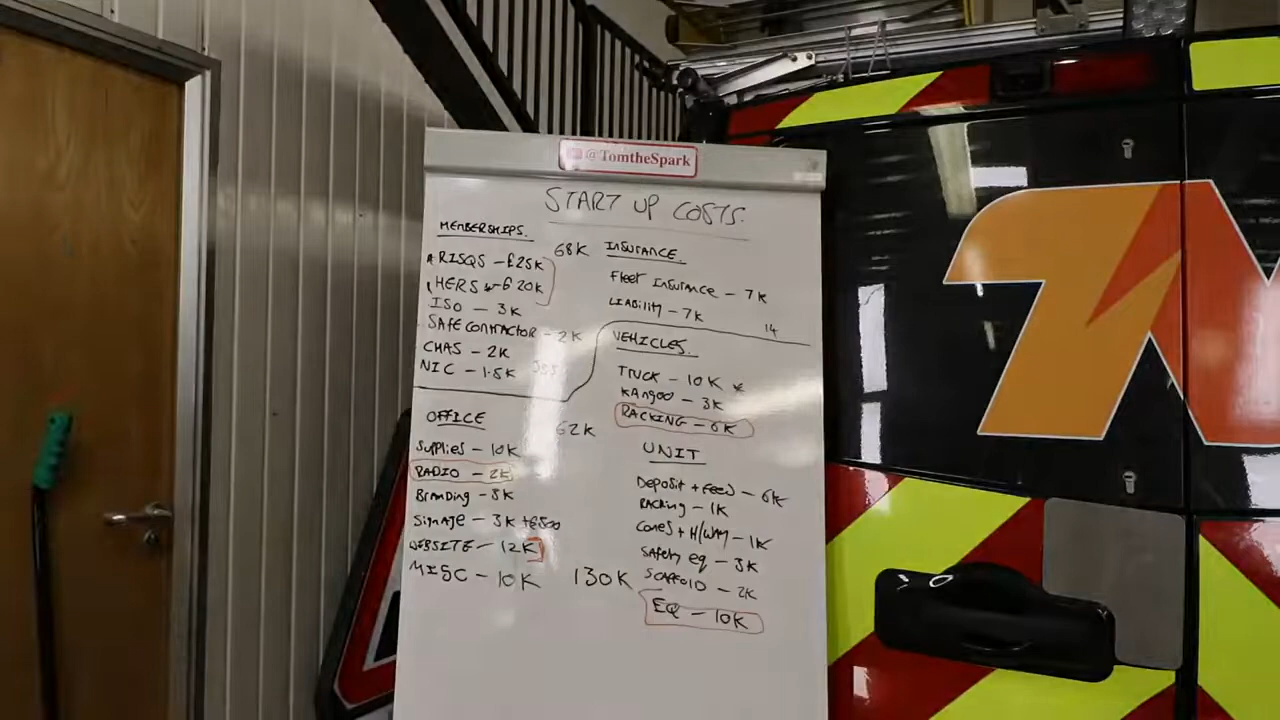 @TomtheSpark
START UP COSTS.
MEMBERSHIPS.
68K
RISQS - £25K
HERS - £ 20K
ISO - 3K
SAFE CONTRACTOR - 2K
CHAS - 2K
NIC - 1.5K
INSURANCE.
Fleet INSURANCE - 7K
LIABILITY - 7K
14
VEHICLES.
TRUCK - 10K *
KANGOO - 3K
RACKING - 6K
OFFICE
62K
Supplies - 10K
RADIO - 2K
BRANDING - 8K
SIGNAGE - 3K +£500
WEBSITE - 12K
MISC - 10K
130K
UNIT
Deposit + Fees - 6K
RACKING - 1K
Cones + H/WAY - 1K
SAFETY EQ - 3K
SCAFFOLD - 2K
EQ - 10K